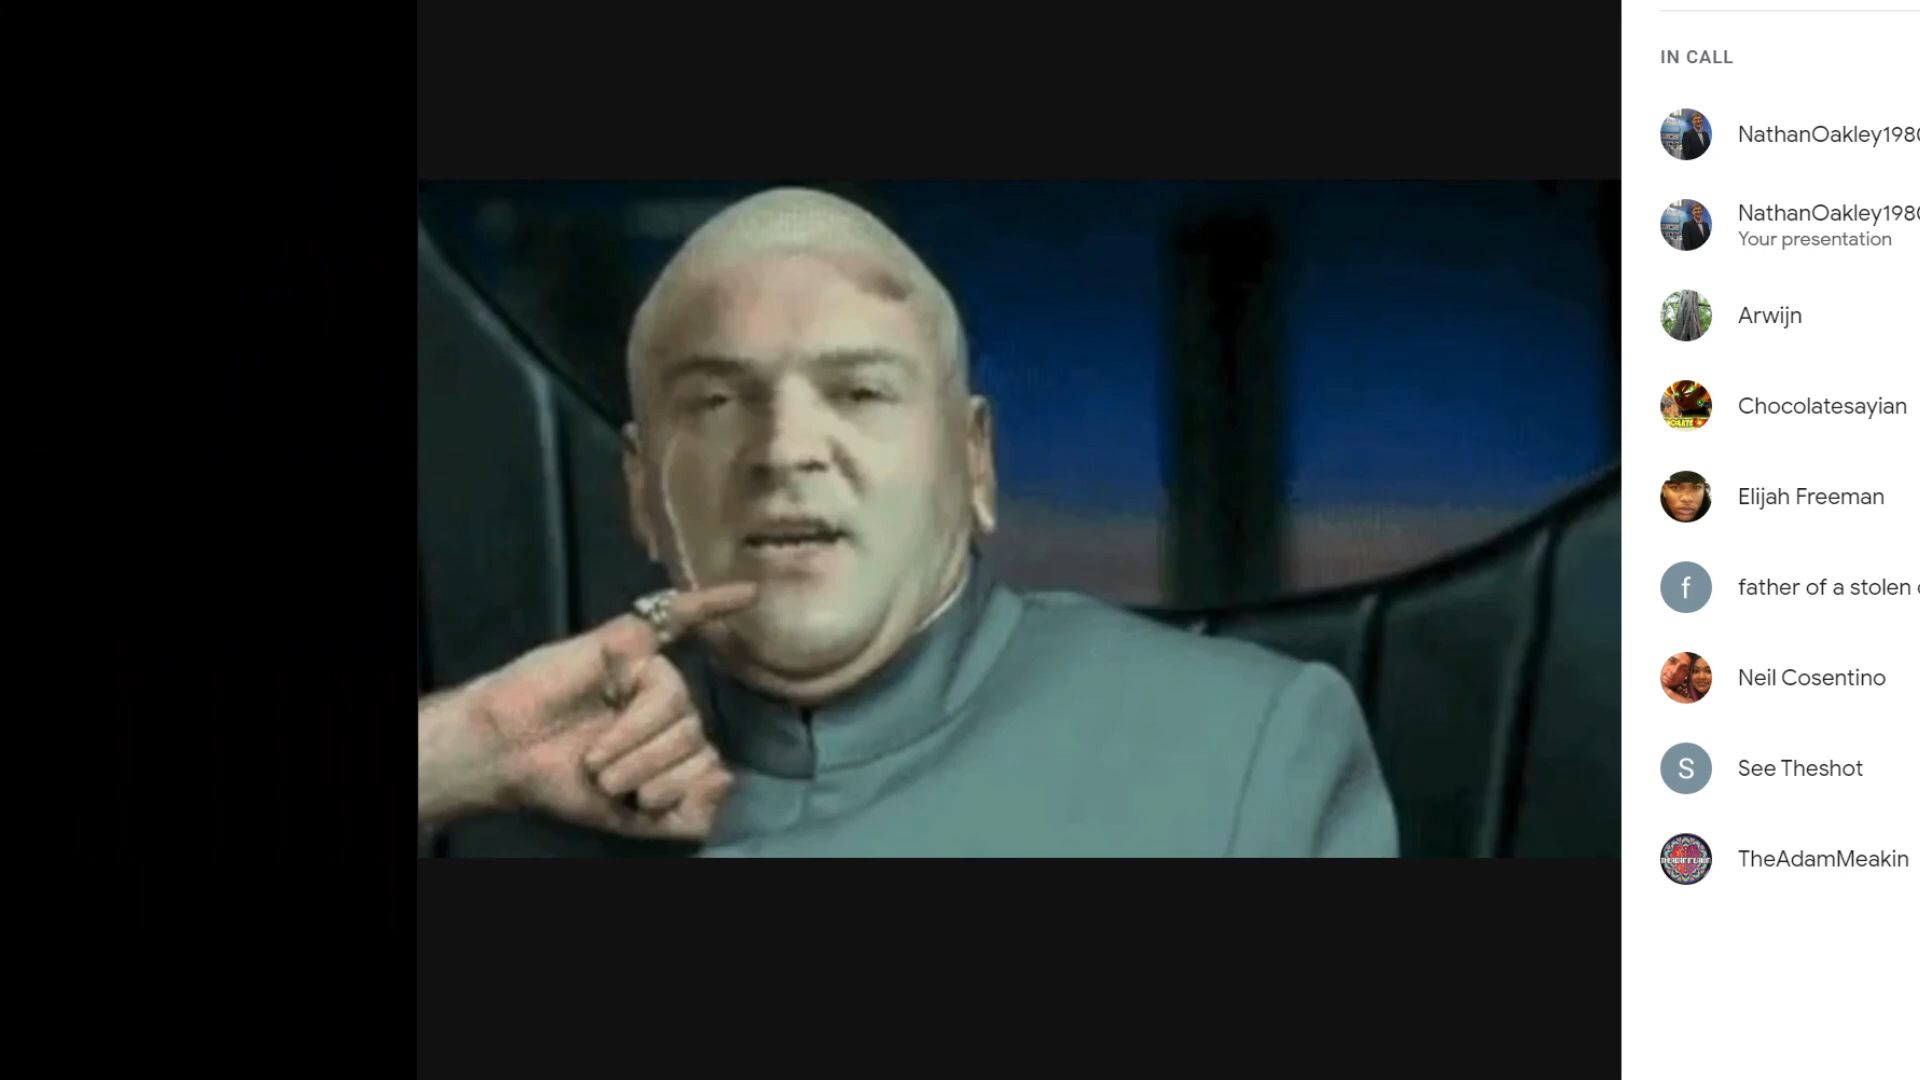 IN CALL
NathanOakley198
NathanOakley198
Your presentation
Arwijn
Chocolatesayian
Elijah Freeman
f
father of a stolen
Neil Cosentino
S
See Theshot
TheAdamMeakin